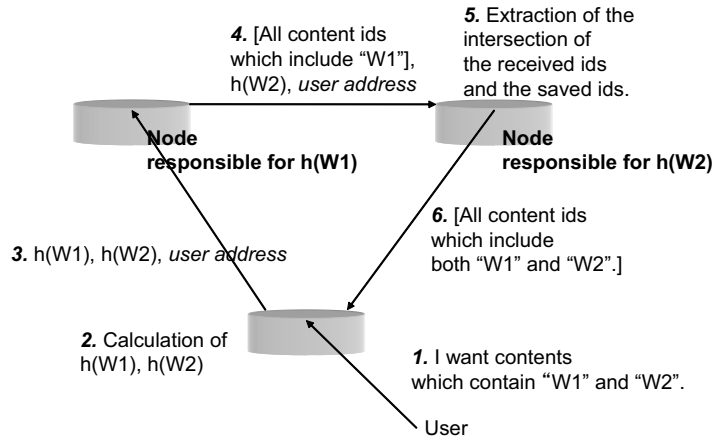 4. [All content ids
which include “W1”],
h(W2), user address
5. Extraction of the
intersection of
the received ids
and the saved ids.
Node
responsible for h(W1)
Node
responsible for h(W2)
3. h(W1), h(W2), user address
6. [All content ids
which include
both “W1” and “W2”.]
2. Calculation of
h(W1), h(W2)
1. I want contents
which contain “W1” and “W2”.
User